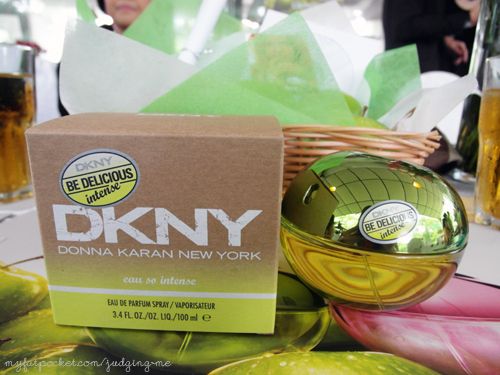 DKNY
BE DELICIOUS
intense
DKNY
DONNA KARAN NEW YORK
eau so intense
EAU DE PARFUM SPRAY / VAPORISATEUR
3.4 FL.OZ./OZ. LIQ./100 ml ℮
DKNY
BE DELICIOUS
intense
myfatpocket.com/judging-me